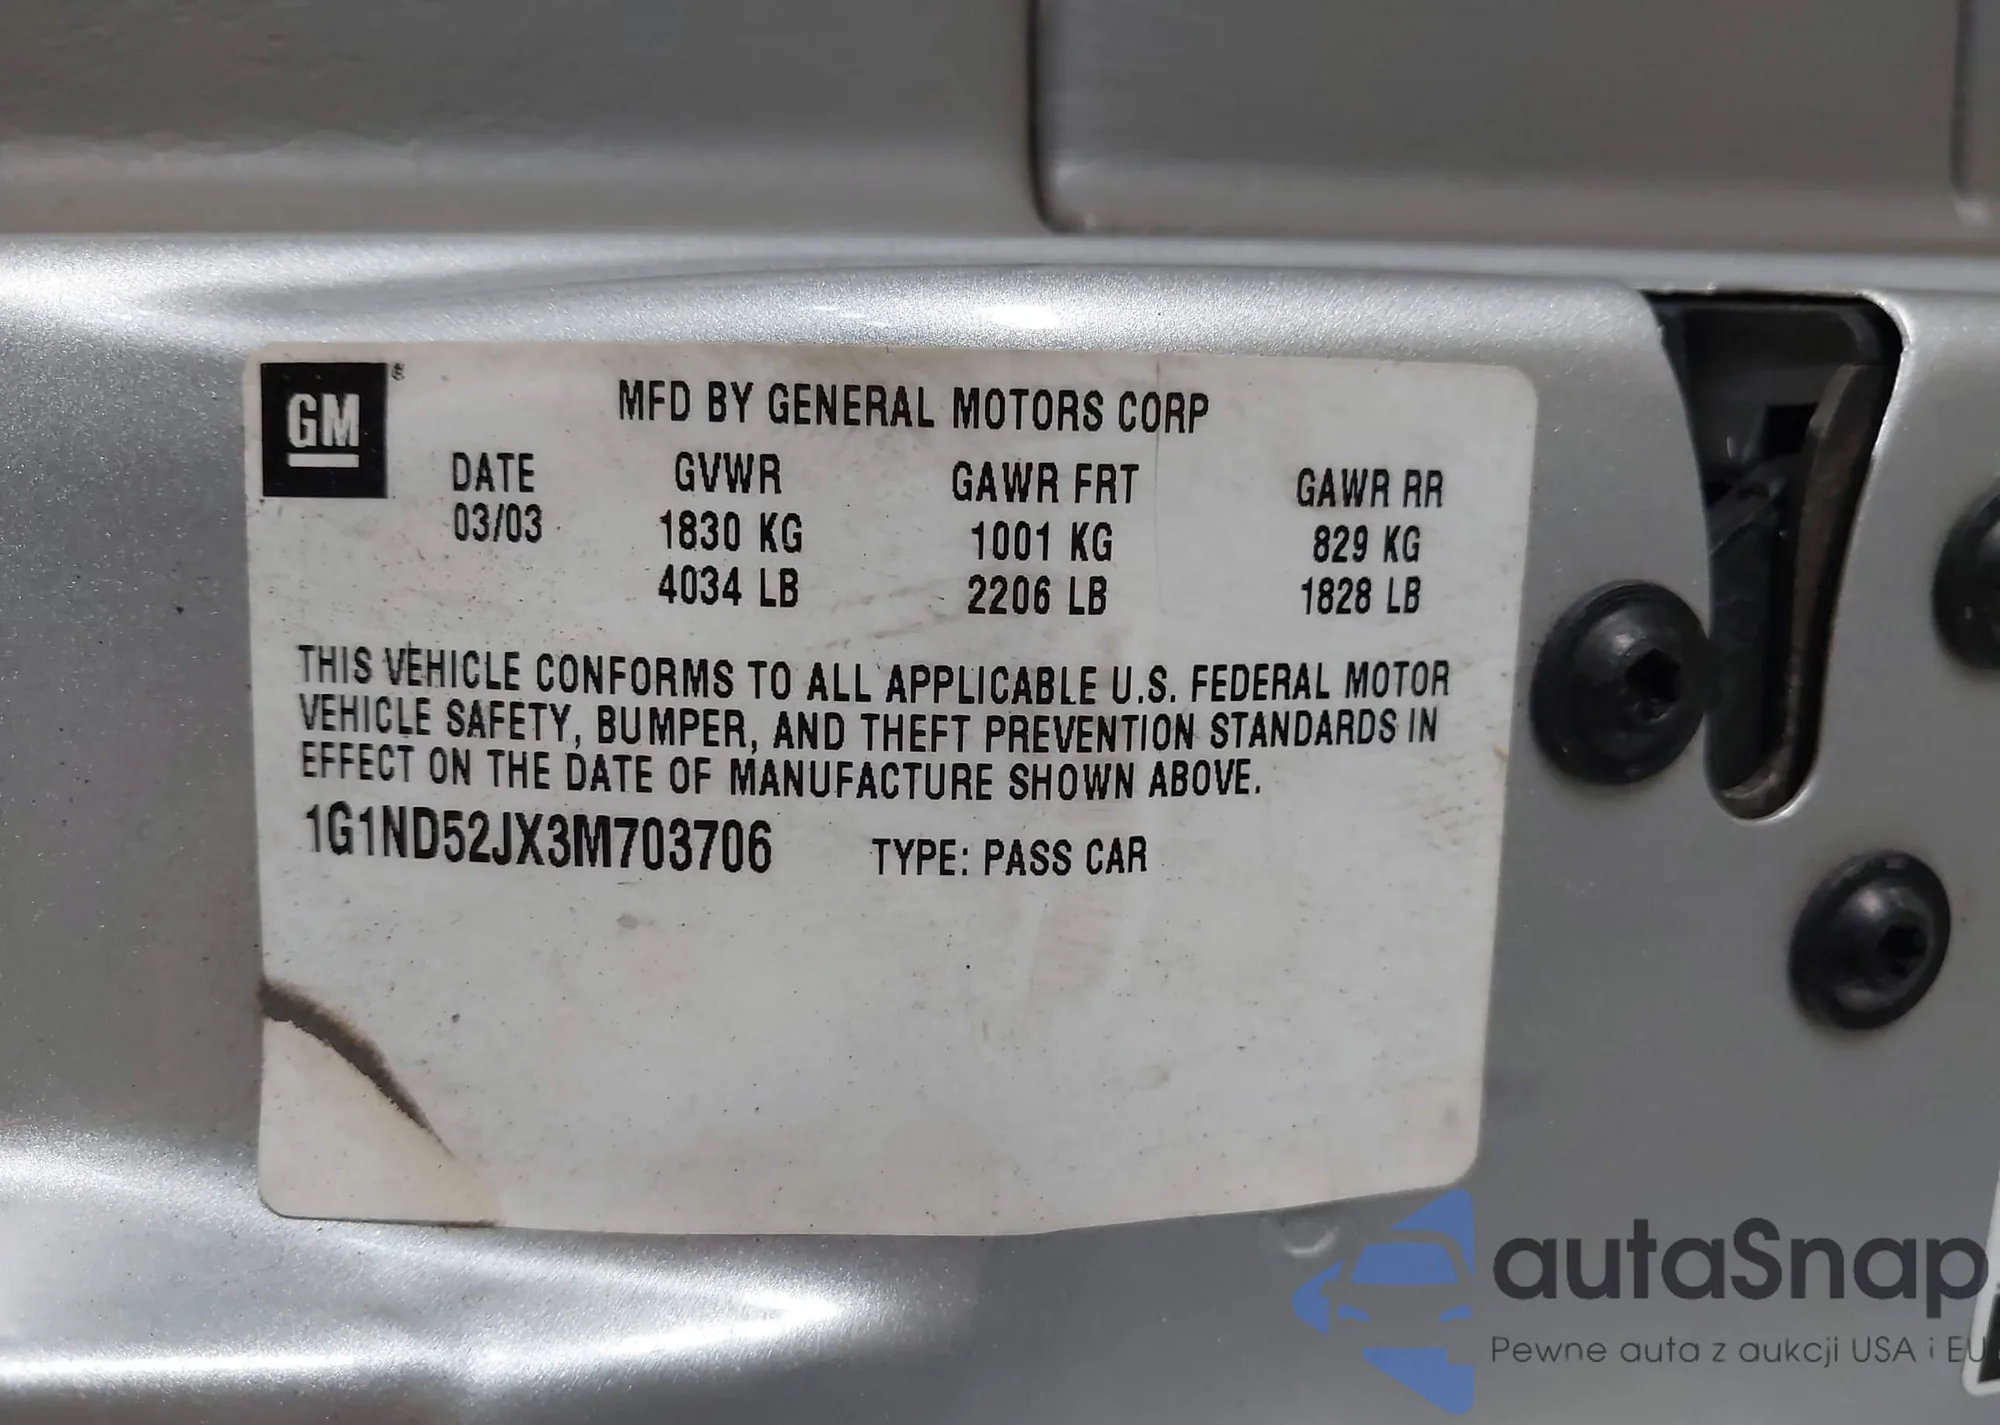 GM®
MFD BY GENERAL MOTORS CORP
DATE GVWR GAWR FRT GAWR RR
03/03 1830 KG 1001 KG 829 KG
4034 LB 2206 LB 1828 LB
THIS VEHICLE CONFORMS TO ALL APPLICABLE U.S. FEDERAL MOTOR
VEHICLE SAFETY, BUMPER, AND THEFT PREVENTION STANDARDS IN
EFFECT ON THE DATE OF MANUFACTURE SHOWN ABOVE.
1G1ND52JX3M703706 TYPE: PASS CAR
autaSnap
Pewne auta z aukcji USA i EU